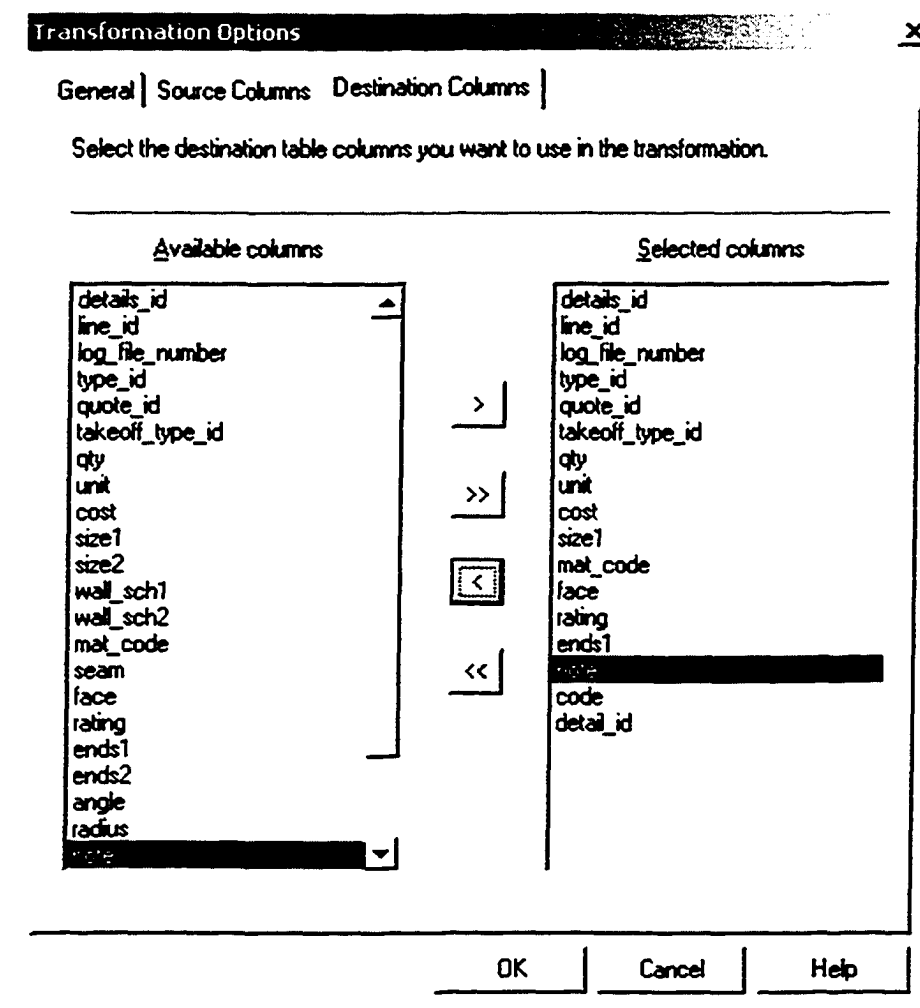 Transformation Options
General Source Columns Destination Columns
Select the destination table columns you want to use in the transformation.
Available columns
details_id
line_id
log_file_number
type_id
quote_id
takeoff_type_id
qty
unit
cost
size1
size2
wall_sch1
wall_sch2
mat_code
seam
face
rating
ends1
ends2
angle
radius
>
>>
<
<<
Selected columns
details_id
line_id
log_file_number
type_id
quote_id
takeoff_type_id
qty
unit
cost
size1
mat_code
face
rating
ends1
code
detail_id
OK Cancel Help